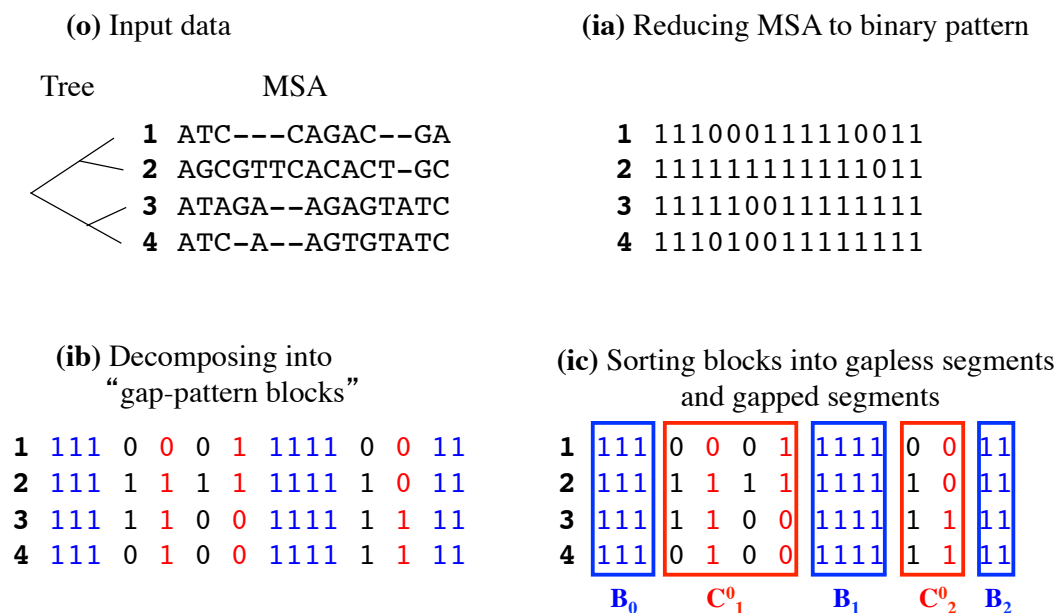 (o) Input data
Tree MSA
1 ATC---CAGAC--GA
2 AGCGTTCACACT-GC
3 ATAGA--AGAGTATC
4 ATC-A--AGTGTATC
(ia) Reducing MSA to binary pattern
1 111000111110011
2 111111111111011
3 111110011111111
4 111010011111111
(ib) Decomposing into
“gap-pattern blocks”
1 111 0 0 0 1 1111 0 0 11
2 111 1 1 1 1 1111 1 0 11
3 111 1 1 0 0 1111 1 1 11
4 111 0 1 0 0 1111 1 1 11
(ic) Sorting blocks into gapless segments
and gapped segments
1 111 0 0 0 1 1111 0 0 11
2 111 1 1 1 1 1111 1 0 11
3 111 1 1 0 0 1111 1 1 11
4 111 0 1 0 0 1111 1 1 11
B₀ C⁰₁ B₁ C⁰₂ B₂